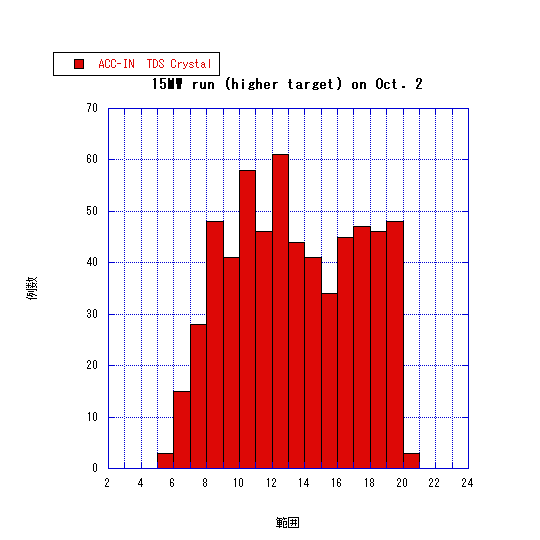 ACC-IN TDS Crystal
15MW run (higher target) on Oct. 2
70
60
50
40
30
20
10
0
例数
2 4 6 8 10 12 14 16 18 20 22 24
範囲